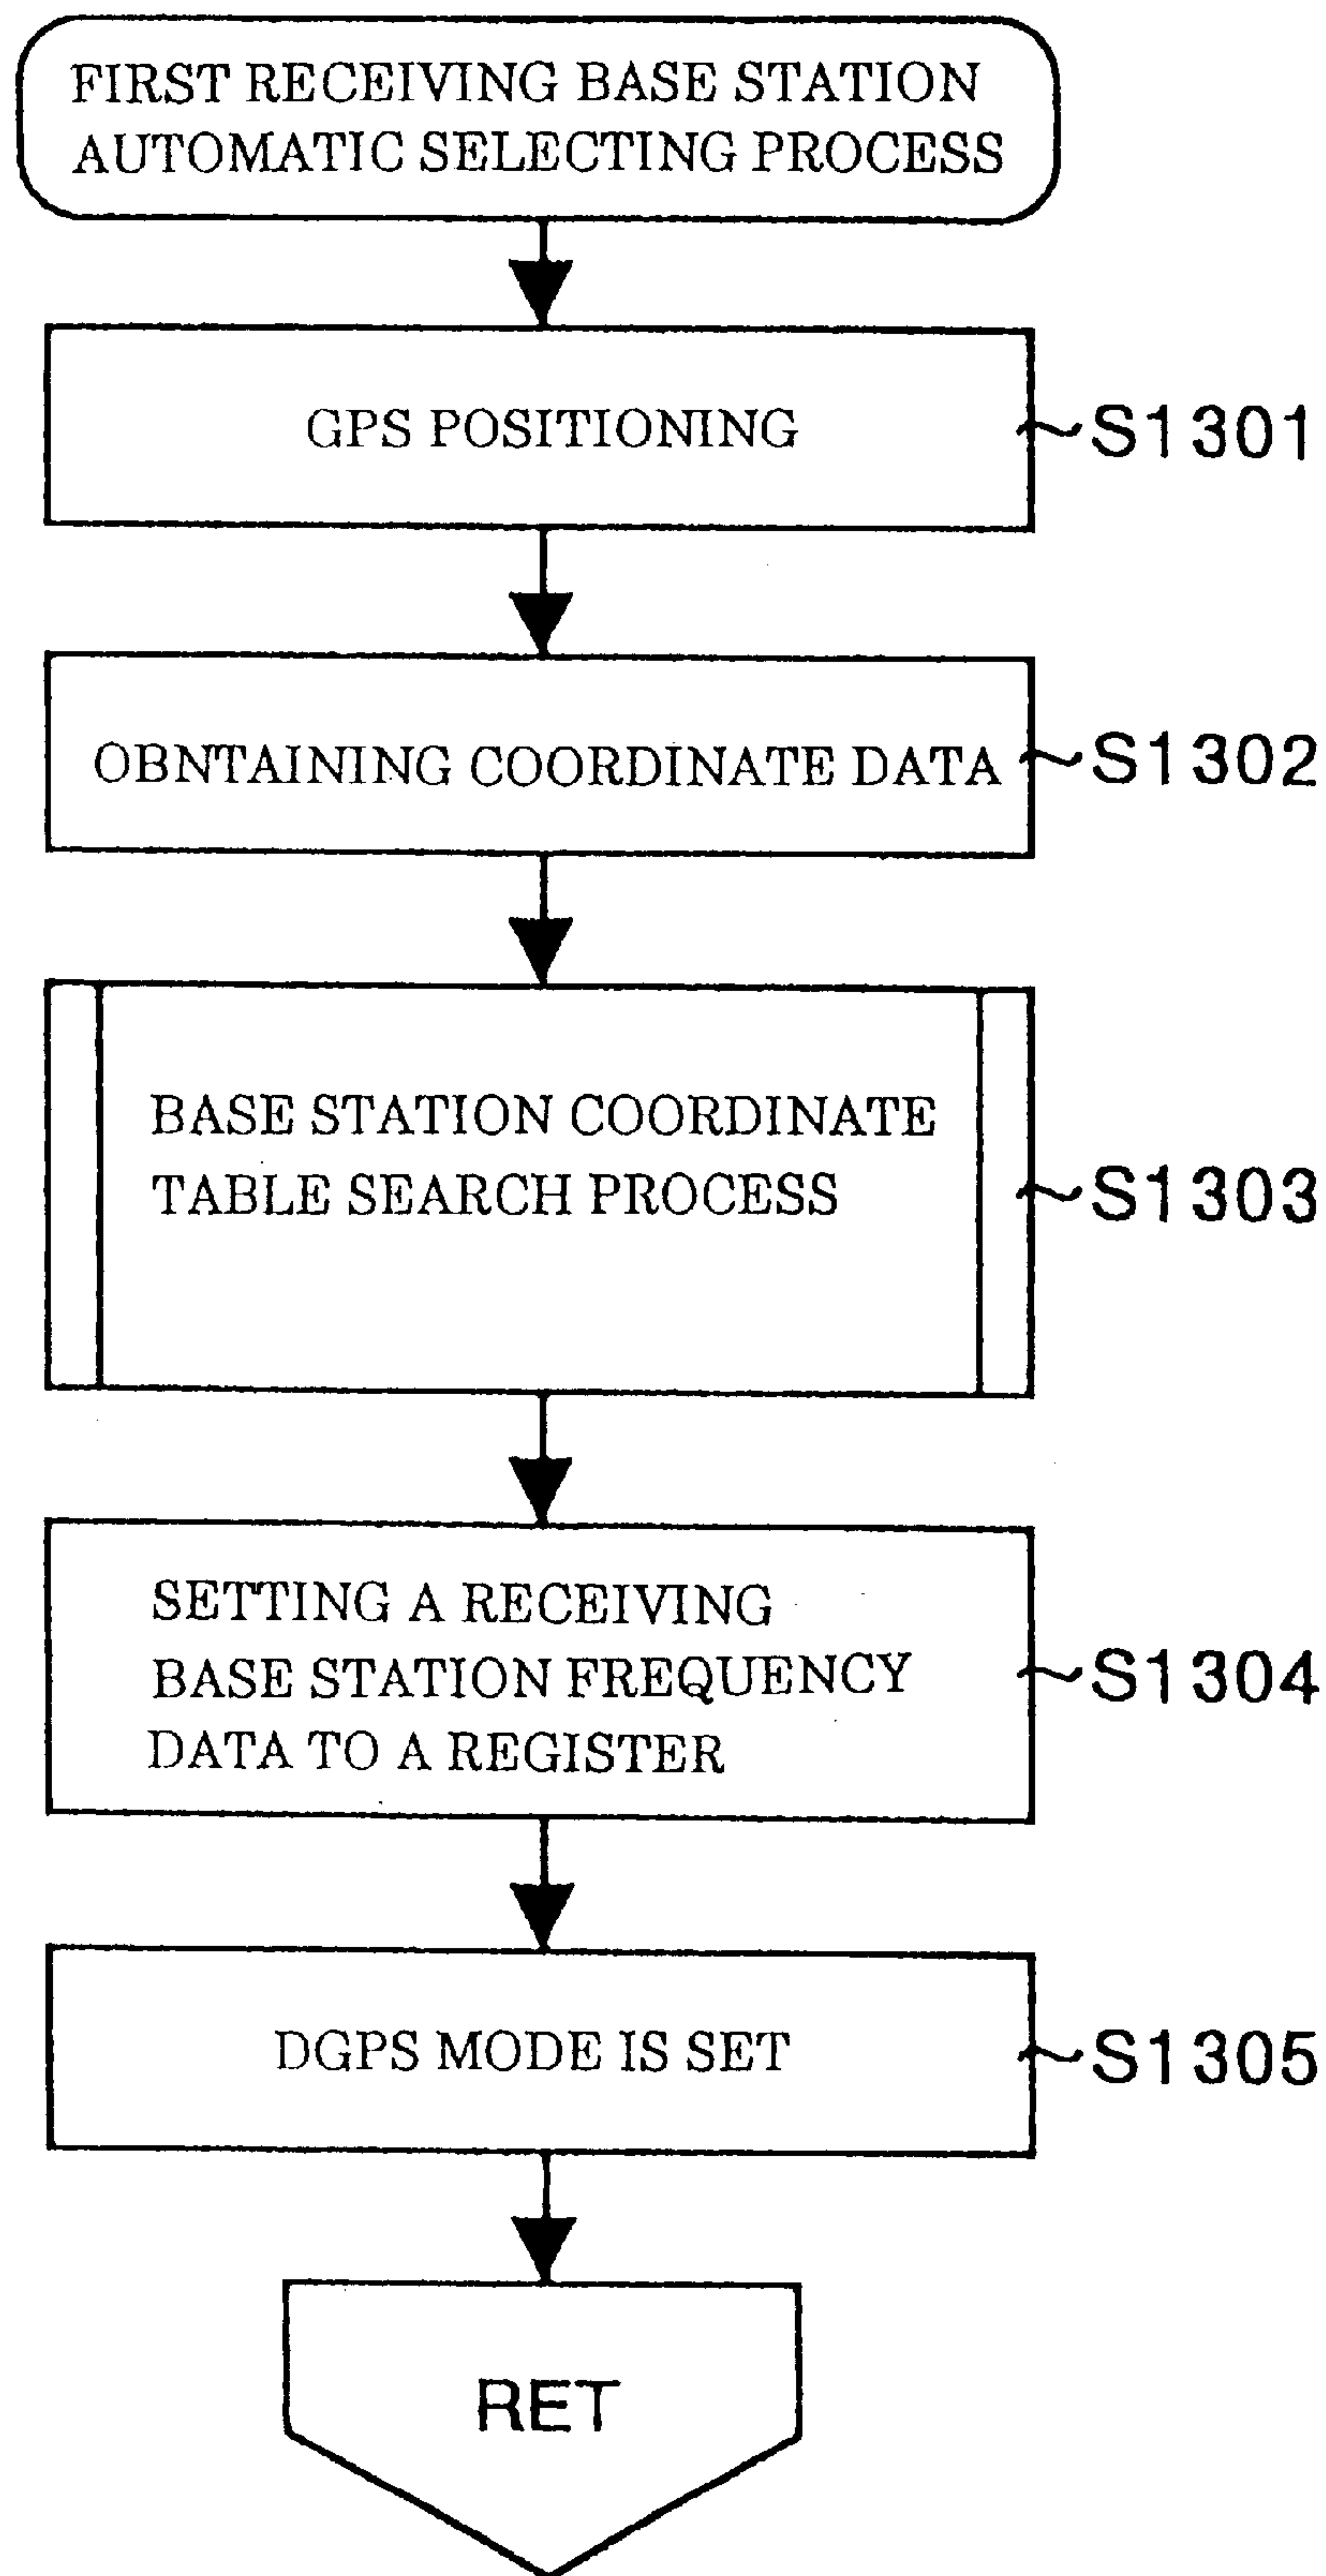 FIRST RECEIVING BASE STATION
AUTOMATIC SELECTING PROCESS
GPS POSITIONING
S1301
OBNTAINING COORDINATE DATA
S1302
BASE STATION COORDINATE
TABLE SEARCH PROCESS
S1303
SETTING A RECEIVING
BASE STATION FREQUENCY
DATA TO A REGISTER
S1304
DGPS MODE IS SET
S1305
RET